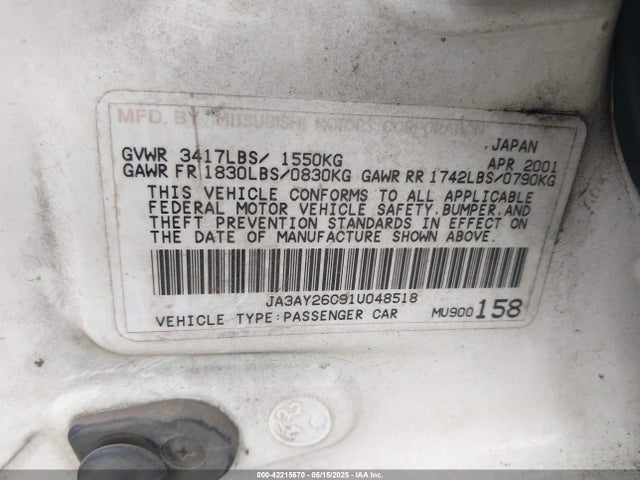 MFD. BY MITSUBISHI MOTORS CORPORATION
, JAPAN
GVWR 3417LBS/ 1550KG APR 2001
GAWR FR 1830LBS/0830KG GAWR RR 1742LBS/0790KG
THIS VEHICLE CONFORMS TO ALL APPLICABLE
FEDERAL MOTOR VEHICLE SAFETY,BUMPER,AND
THEFT PREVENTION STANDARDS IN EFFECT ON
THE DATE OF MANUFACTURE SHOWN ABOVE.
JA3AY26C91U048518
VEHICLE TYPE:PASSENGER CAR MU900158
000-42215670 - 05/15/2025 - Copyright © IAA, Inc.